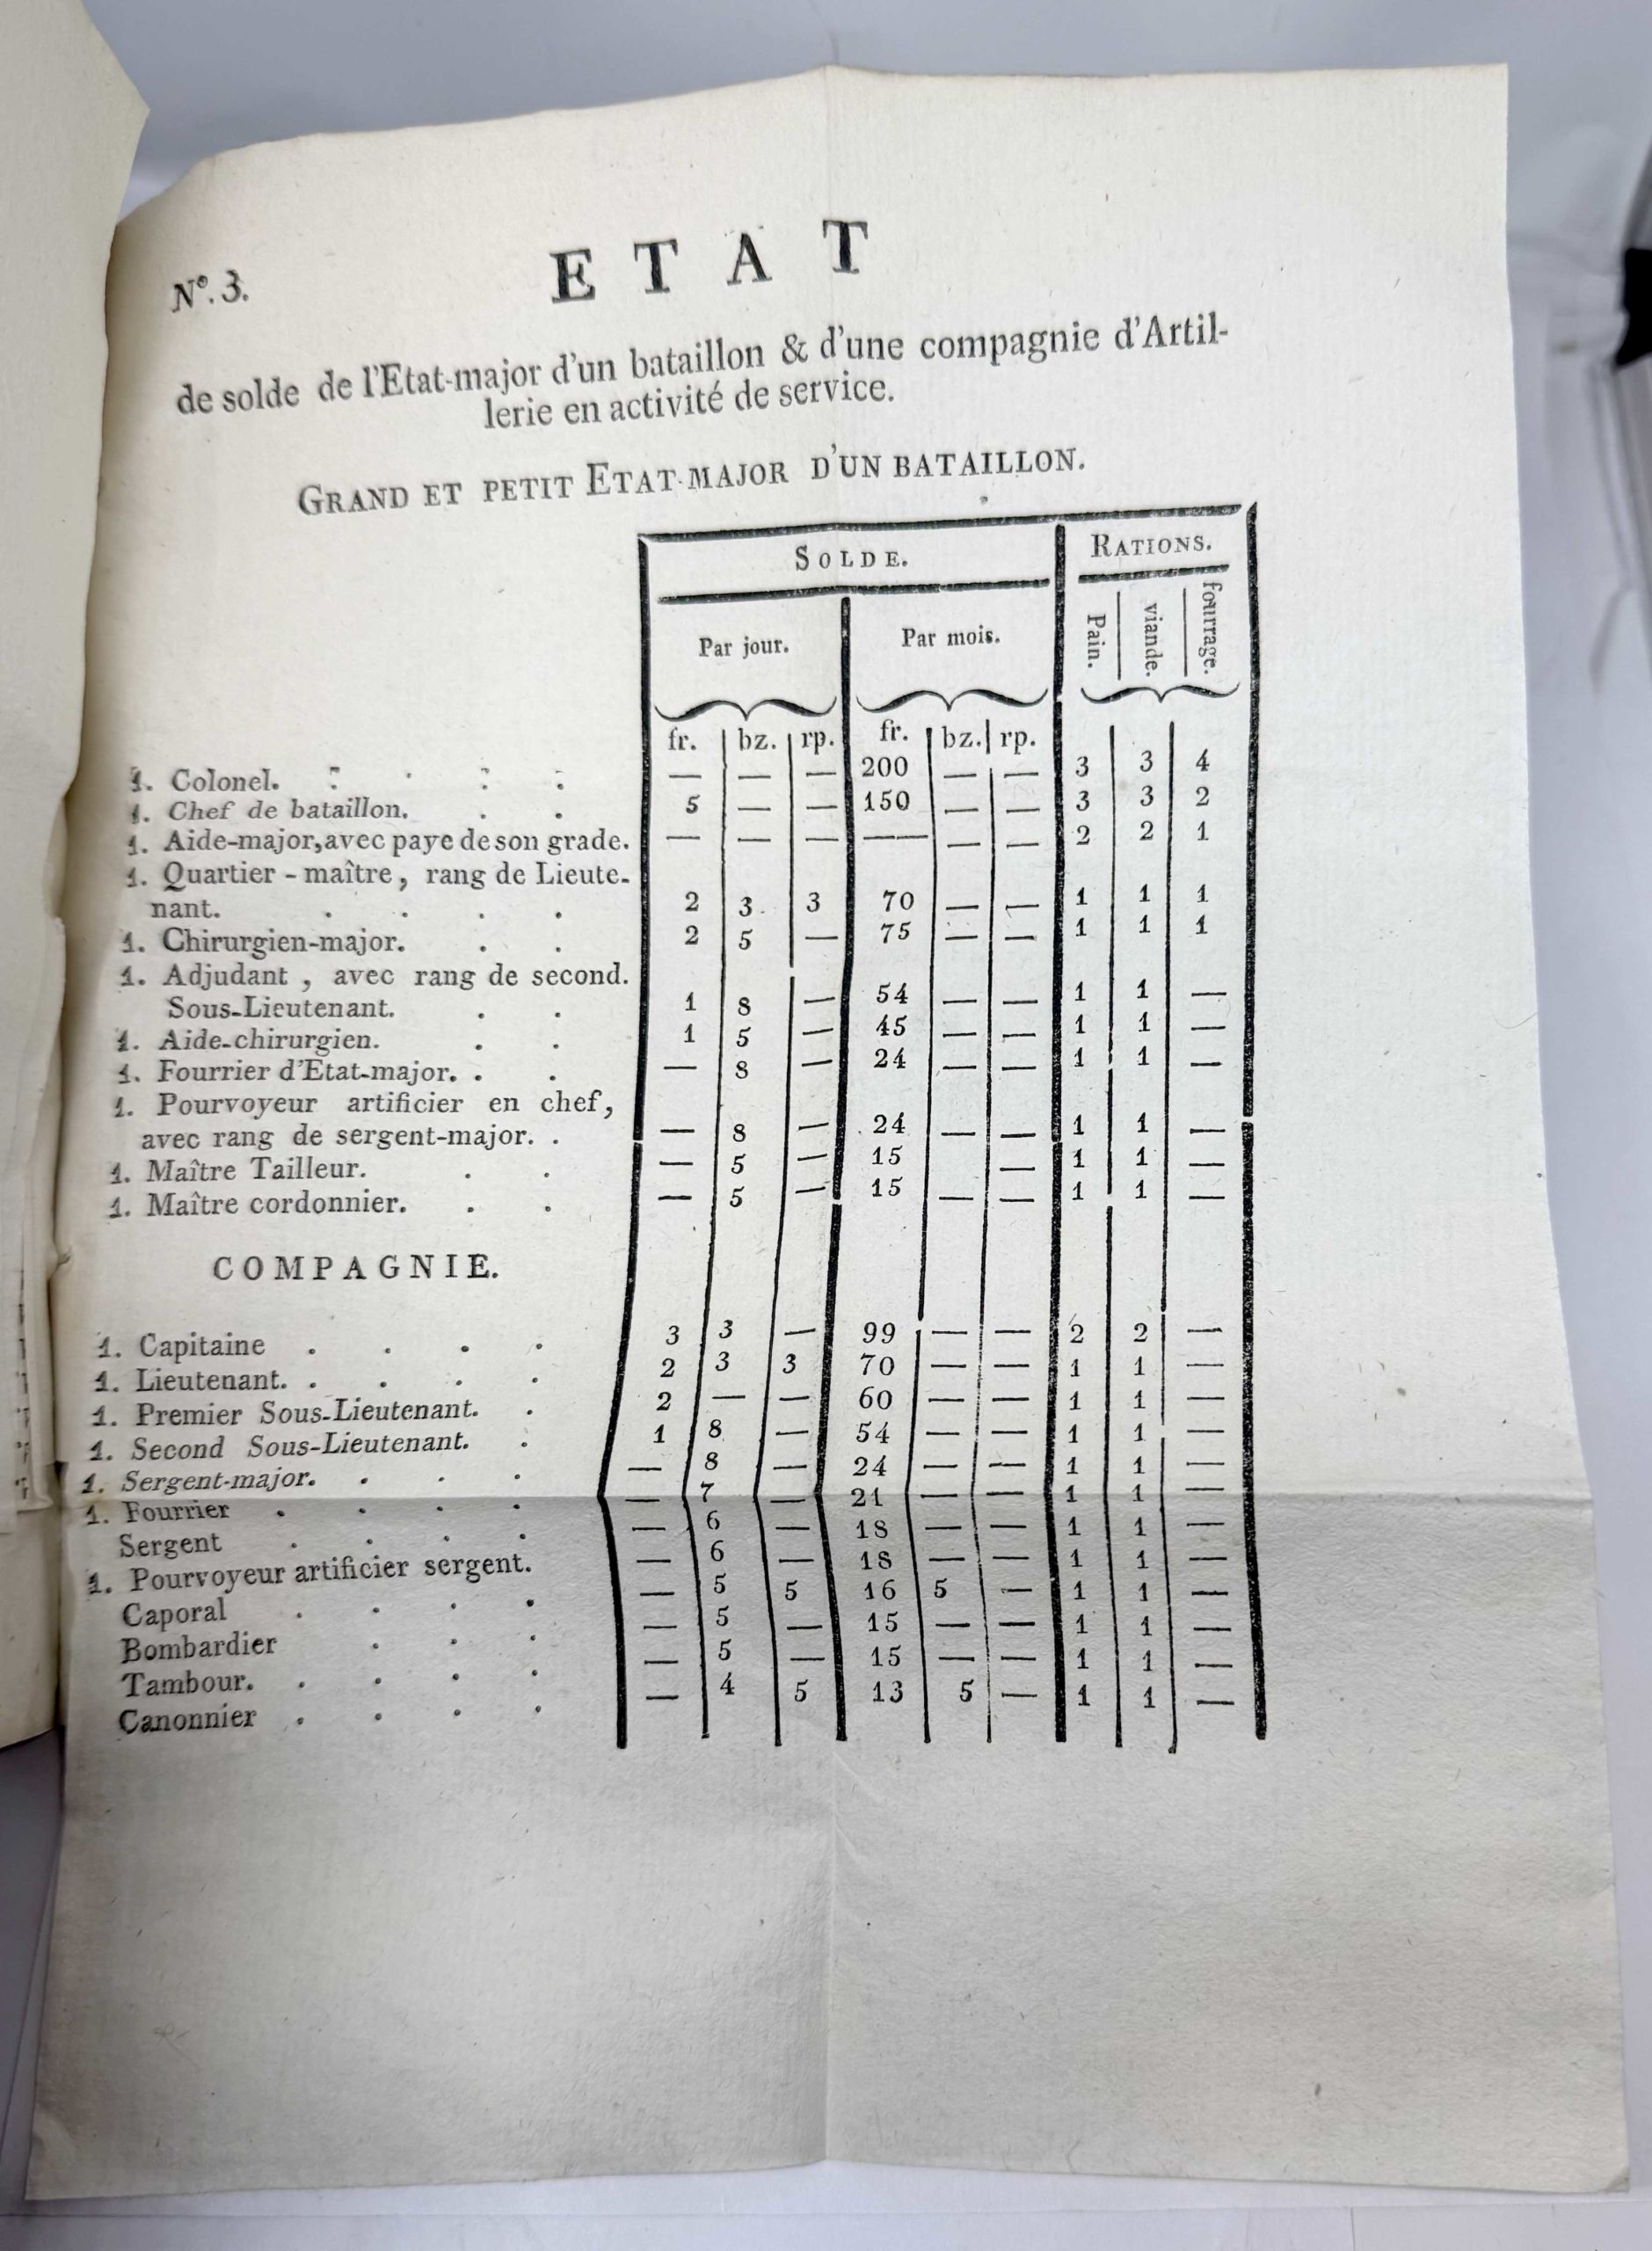 N°. 3.
E T A T
de solde de l'Etat-major d'un bataillon & d'une compagnie d'Artil-
lerie en activité de service.
GRAND ET PETIT ETAT-MAJOR D'UN BATAILLON.
SOLDE. RATIONS.
Par jour. Par mois. Pain. viande. fourrage.
fr. bz. rp. fr. bz. rp.
1. Colonel. — — — 200 — — 3 3 4
1. Chef de bataillon. 5 — — 150 — — 3 3 2
1. Aide-major, avec paye de son grade. — — — —— — — 2 2 1
1. Quartier-maître, rang de Lieute-
nant. 2 3 3 70 — — 1 1 1
1. Chirurgien-major. 2 5 — 75 — — 1 1 1
1. Adjudant, avec rang de second.
Sous-Lieutenant. 1 8 — 54 — — 1 1 —
1. Aide-chirurgien. 1 5 — 45 — — 1 1 —
1. Fourrier d'Etat-major. — 8 — 24 — — 1 1 —
1. Pourvoyeur artificier en chef,
avec rang de sergent-major. — 8 — 24 — — 1 1 —
1. Maître Tailleur. — 5 — 15 — 1 1 —
1. Maître cordonnier. — 5 — 15 — — 1 1 —
COMPAGNIE.
1. Capitaine 3 3 — 99 — — 2 2 —
1. Lieutenant. 2 3 3 70 — — 1 1 —
1. Premier Sous-Lieutenant. 2 — — 60 — — 1 1 —
1. Second Sous-Lieutenant. 1 8 — 54 — — 1 1 —
1. Sergent-major. — 8 — 24 — — 1 1 —
1. Fourrier — 7 — 21 — — 1 1 —
Sergent — 6 — 18 — — 1 1 —
1. Pourvoyeur artificier sergent. — 6 — 18 — — 1 1 —
Caporal — 5 5 16 5 — 1 1 —
Bombardier — 5 — 15 — — 1 1 —
Tambour. — 5 — 15 — — 1 1 —
Canonnier — 4 5 13 5 — 1 1 —